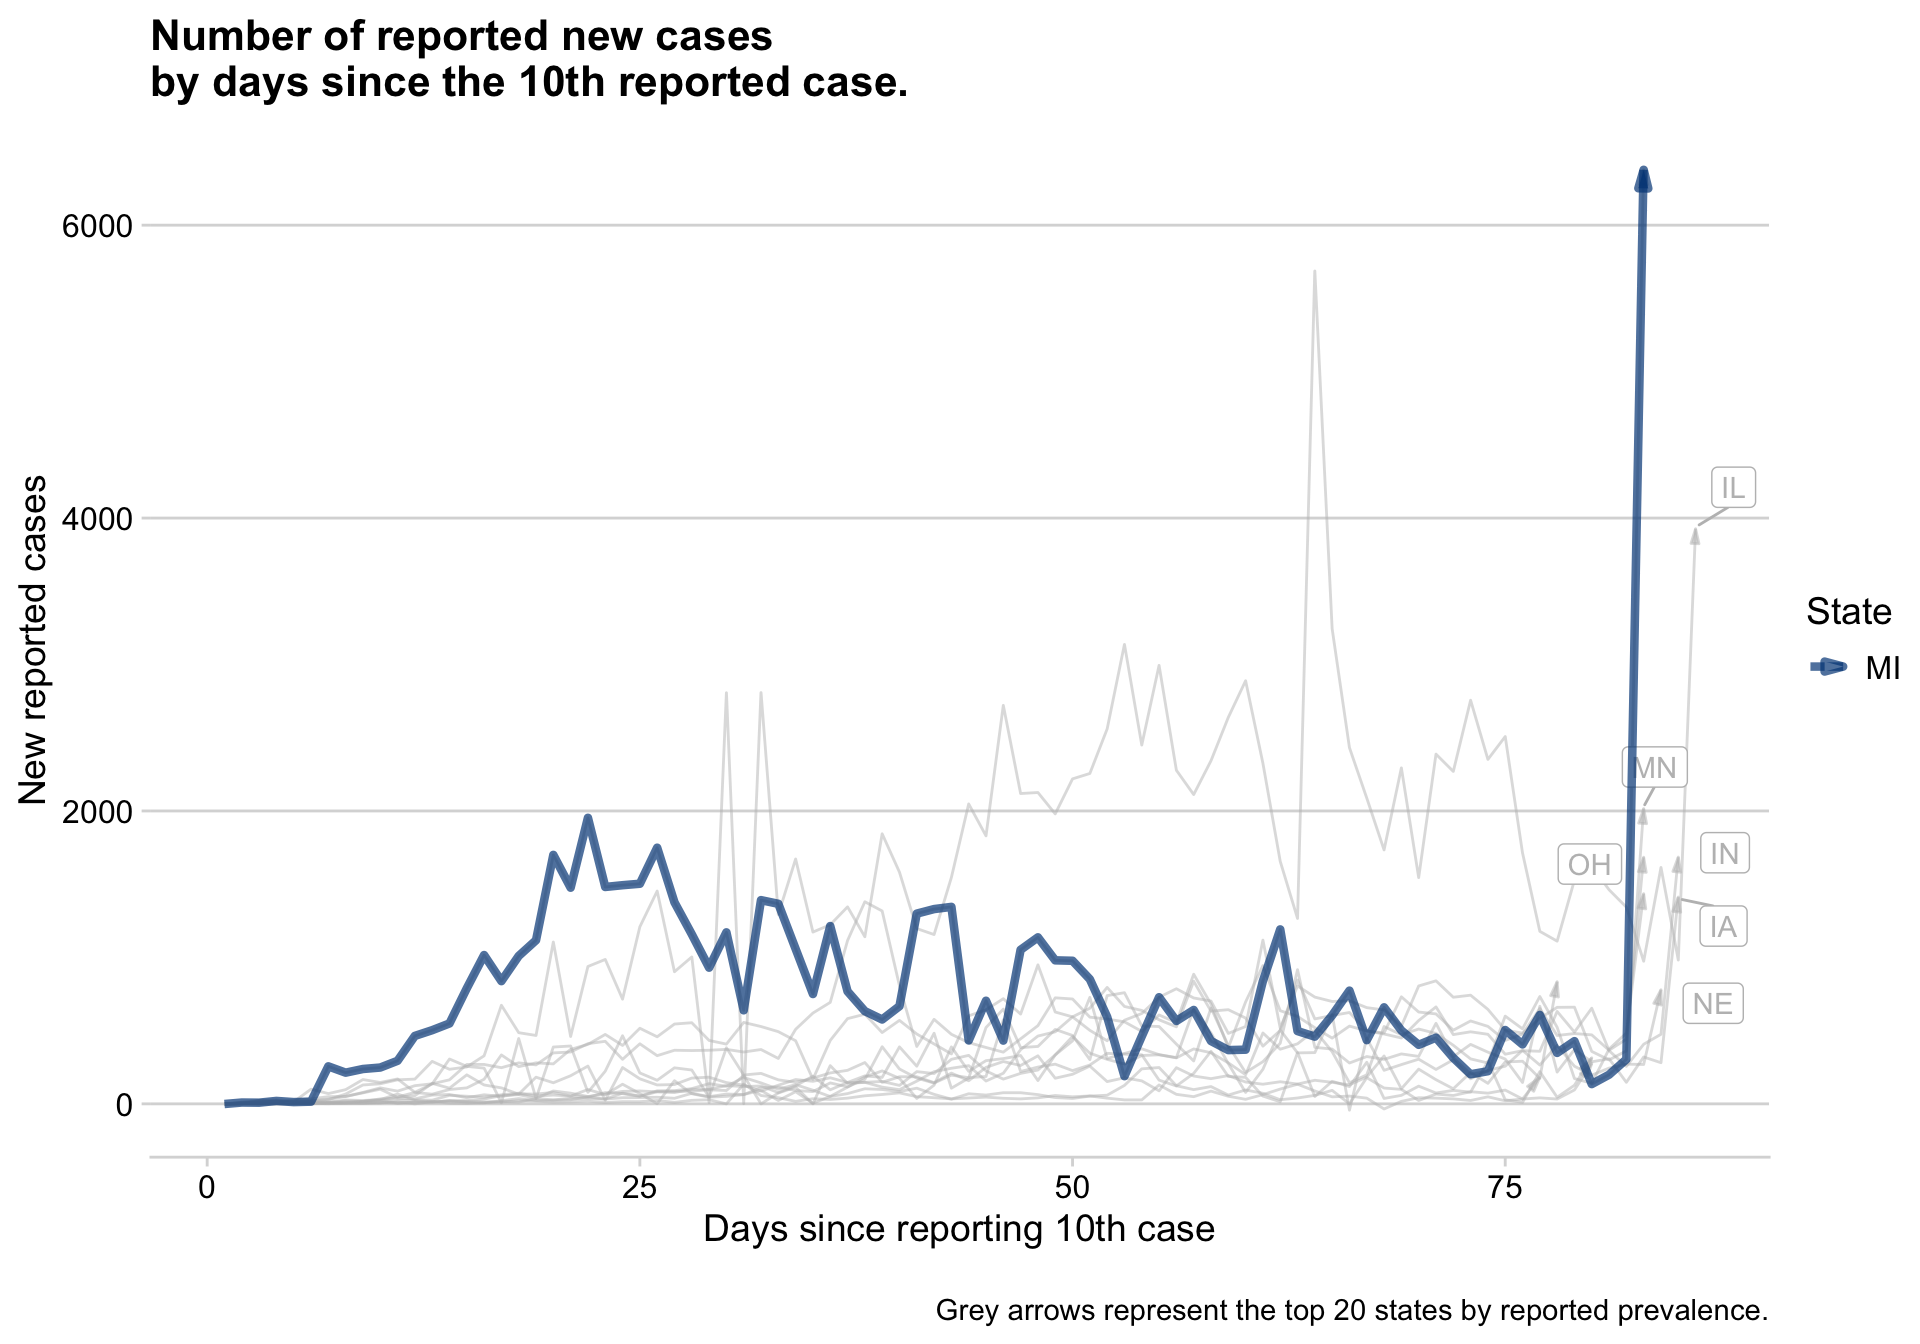 Number of reported new cases
by days since the 10th reported case.
6000
4000
2000
0
New reported cases
IL
MN
OH
IN
IA
NE
State
MI
0 25 50 75
Days since reporting 10th case
Grey arrows represent the top 20 states by reported prevalence.